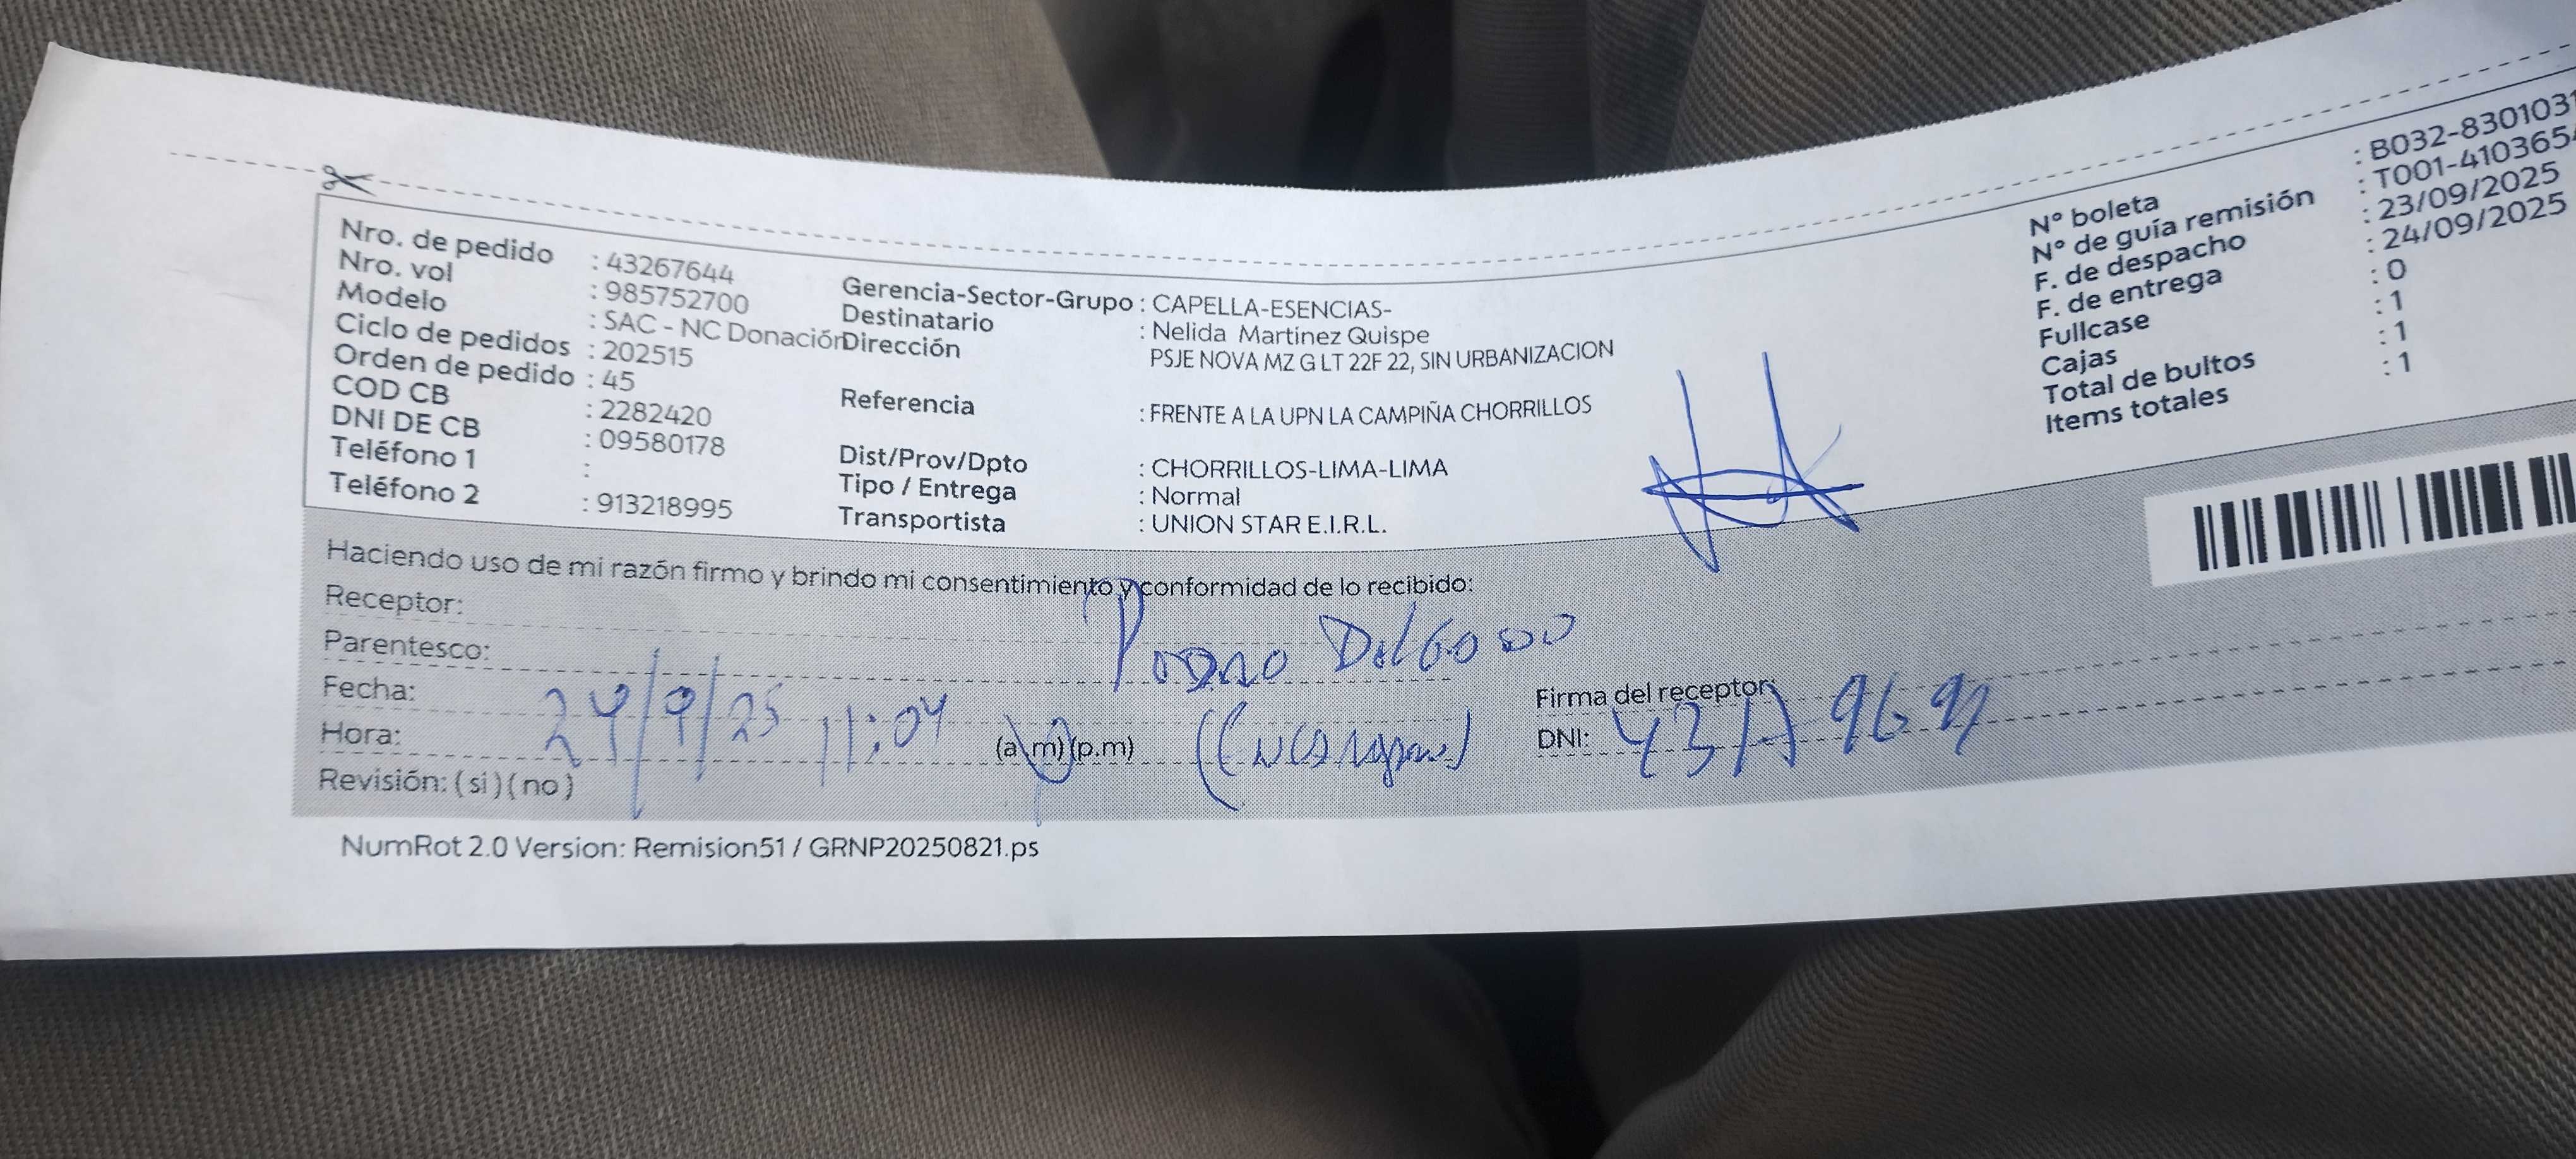 Nro. de pedido : 43267644
Nro. vol : 985752700
Modelo : SAC - NC Donación
Ciclo de pedidos : 202515
Orden de pedido : 45
COD CB : 2282420
DNI DE CB : 09580178
Teléfono 1 :
Teléfono 2 : 913218995
Gerencia-Sector-Grupo : CAPELLA-ESENCIAS-
Destinatario : Nelida Martinez Quispe
Dirección PSJE NOVA MZ G LT 22F 22, SIN URBANIZACION
Referencia : FRENTE A LA UPN LA CAMPIÑA CHORRILLOS
Dist/Prov/Dpto : CHORRILLOS-LIMA-LIMA
Tipo / Entrega : Normal
Transportista : UNION STAR E.I.R.L.
N° boleta : B032-8301031
N° de guía remisión : T001-410365
F. de despacho : 23/09/2025
F. de entrega : 24/09/2025
Fullcase : 0
Cajas : 1
Total de bultos : 1
Items totales : 1
Haciendo uso de mi razón firmo y brindo mi consentimiento y conformidad de lo recibido:
Receptor:
Parentesco:
Fecha: 24/9/25
Hora: 11:04 (a.m)(p.m)
Revisión: (si)(no)
Firma del receptor:
DNI:
NumRot 2.0 Version: Remision51 / GRNP20250821.ps